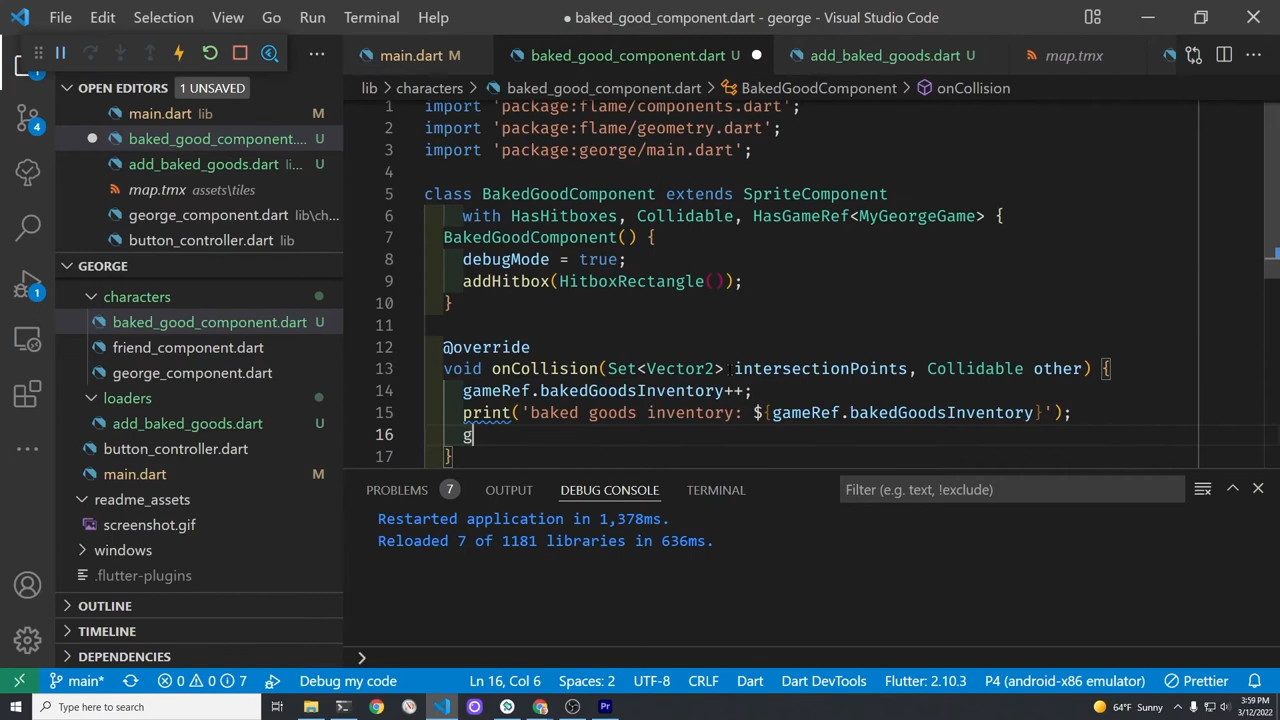 File Edit Selection View Go Run Terminal Help
● baked_good_component.dart - george - Visual Studio Code
main.dart M
baked_good_component.dart U ●
add_baked_goods.dart U
map.tmx
lib > characters > baked_good_component.dart > BakedGoodComponent > onCollision
1
OPEN EDITORS 1 UNSAVED
main.dart lib M
baked_good_component.... U
add_baked_goods.dart li... U
map.tmx assets\tiles
george_component.dart lib\ch...
button_controller.dart lib
4
1
GEORGE
characters
baked_good_component.dart U
friend_component.dart
george_component.dart
loaders
add_baked_goods.dart U
button_controller.dart
main.dart M
readme_assets
screenshot.gif
windows
.flutter-plugins
OUTLINE
TIMELINE
DEPENDENCIES
1 import 'package:flame/components.dart';
2 import 'package:flame/geometry.dart';
3 import 'package:george/main.dart';
4
5 class BakedGoodComponent extends SpriteComponent
6 with HasHitboxes, Collidable, HasGameRef<MyGeorgeGame> {
7 BakedGoodComponent() {
8 debugMode = true;
9 addHitbox(HitboxRectangle());
10 }
11
12 @override
13 void onCollision(Set<Vector2> intersectionPoints, Collidable other) {
14 gameRef.bakedGoodsInventory++;
15 print('baked goods inventory: ${gameRef.bakedGoodsInventory}');
16 g
17 }
PROBLEMS 7 OUTPUT DEBUG CONSOLE TERMINAL
Filter (e.g. text, !exclude)
Restarted application in 1,378ms.
Reloaded 7 of 1181 libraries in 636ms.
main* 0 0 7 Debug my code Ln 16, Col 6 Spaces: 2 UTF-8 CRLF Dart Dart DevTools Flutter: 2.10.3 P4 (android-x86 emulator) Prettier
Type here to search
64°F Sunny
3:59 PM
3/12/2022